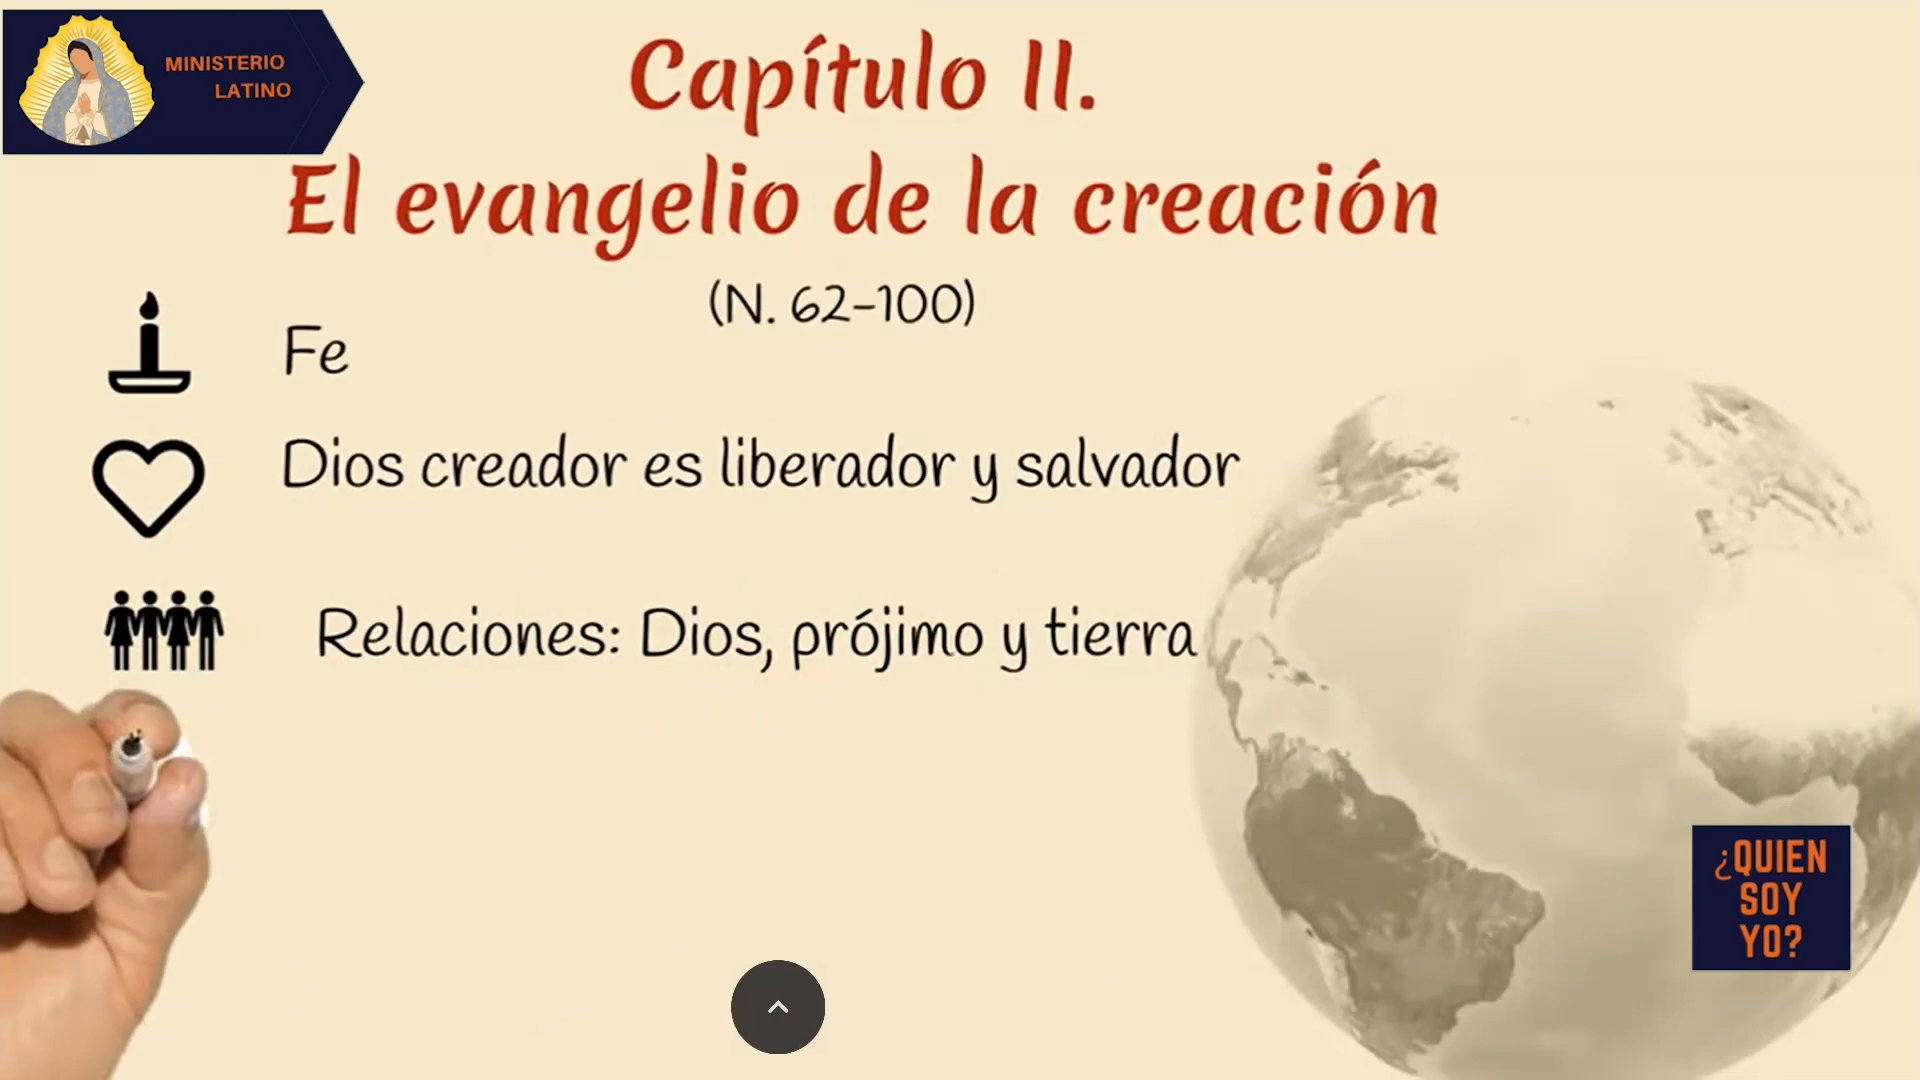 MINISTERIO
LATINO
Capítulo II.
El evangelio de la creación
(N. 62-100)
Fe
Dios creador es liberador y salvador
Relaciones: Dios, prójimo y tierra
¿QUIEN
SOY
YO?